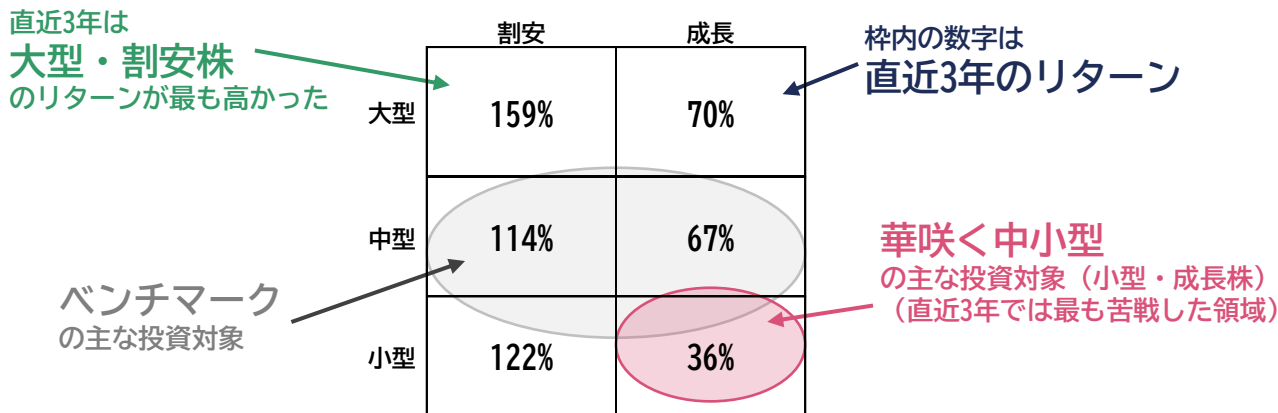 直近3年は
大型・割安株
のリターンが最も高かった
割安
成長
枠内の数字は
直近3年のリターン
大型
159%
70%
中型
114%
67%
華咲く中小型
の主な投資対象（小型・成長株）
（直近3年では最も苦戦した領域）
ベンチマーク
の主な投資対象
小型
122%
36%